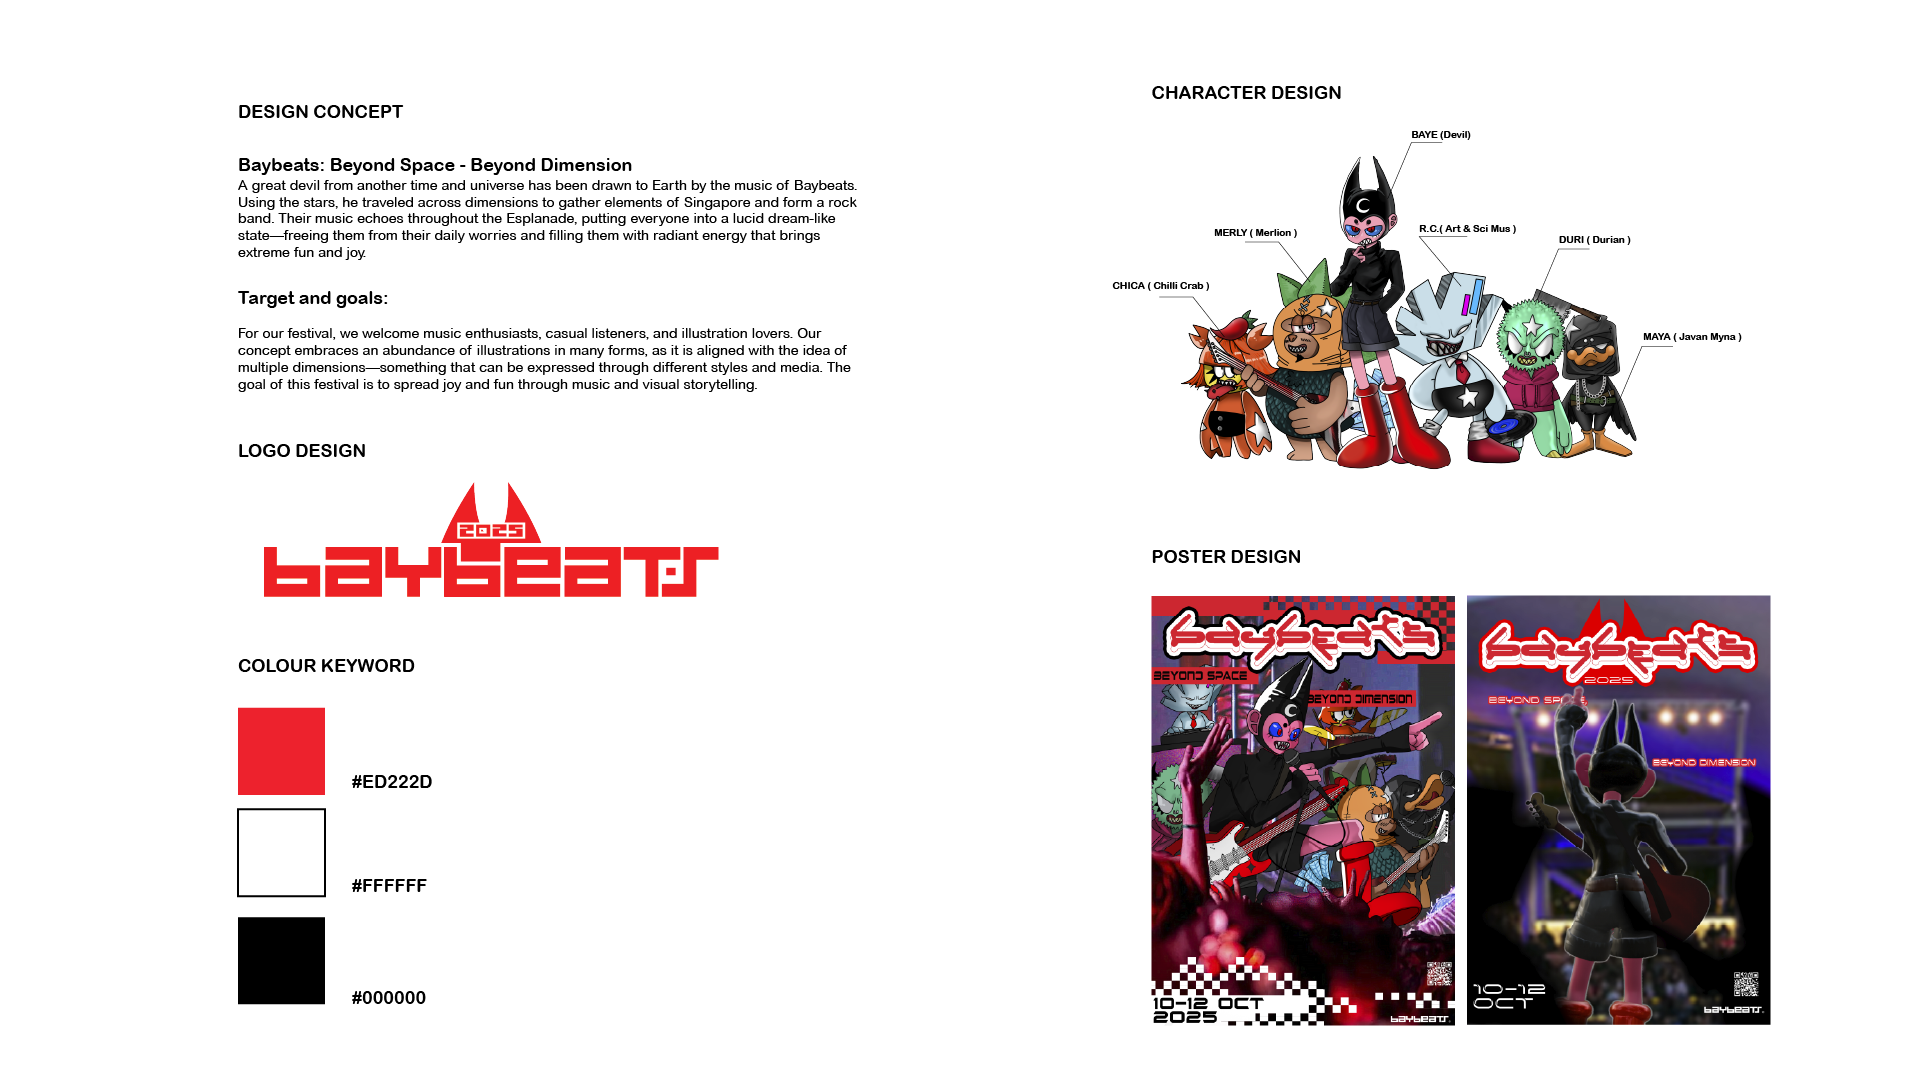 DESIGN CONCEPT
Baybeats: Beyond Space - Beyond Dimension
A great devil from another time and universe has been drawn to Earth by the music of Baybeats.
Using the stars, he traveled across dimensions to gather elements of Singapore and form a rock
band. Their music echoes throughout the Esplanade, putting everyone into a lucid dream-like
state—freeing them from their daily worries and filling them with radiant energy that brings
extreme fun and joy.
Target and goals:
For our festival, we welcome music enthusiasts, casual listeners, and illustration lovers. Our
concept embraces an abundance of illustrations in many forms, as it is aligned with the idea of
multiple dimensions—something that can be expressed through different styles and media. The
goal of this festival is to spread joy and fun through music and visual storytelling.
LOGO DESIGN
2025
baybeats
COLOUR KEYWORD
#ED222D
#FFFFFF
#000000
CHARACTER DESIGN
BAYE (Devil)
MERLY ( Merlion )
R.C.( Art & Sci Mus )
DURI ( Durian )
CHICA ( Chilli Crab )
MAYA ( Javan Myna )
POSTER DESIGN
baybeats
BEYOND SPACE
BEYOND DIMENSION
10-12 OCT
2025
baybeats
baybeats
2025
BEYOND SPACE
BEYOND DIMENSION
10-12
OCT
baybeats